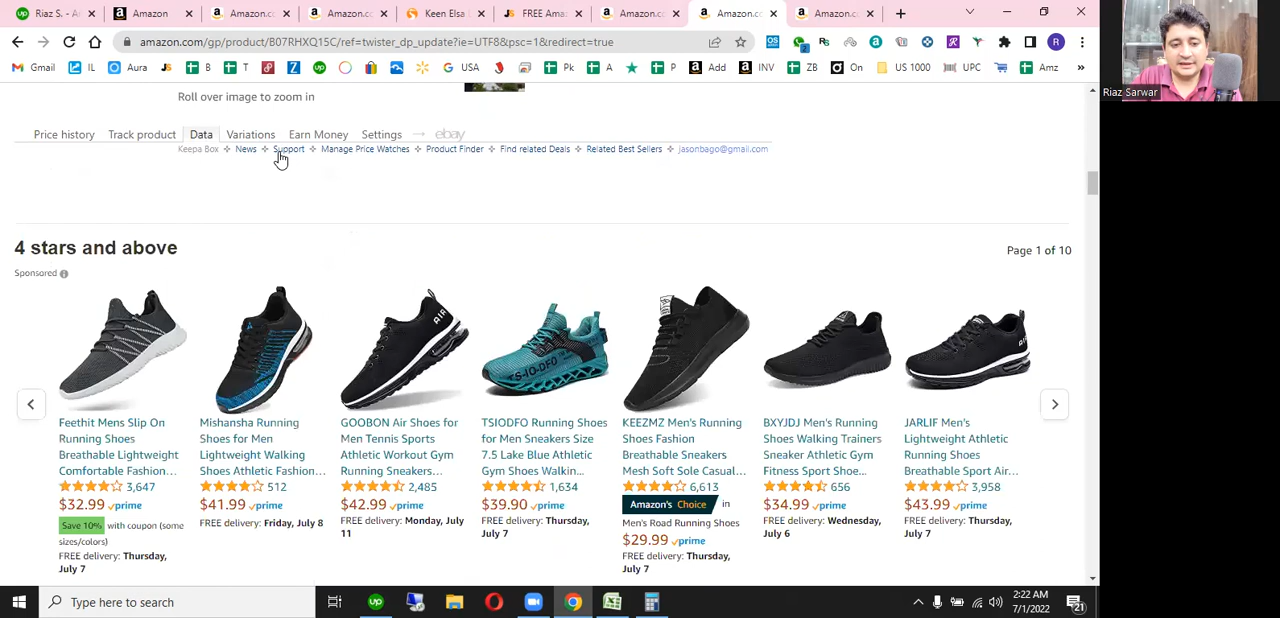 Riaz S. - A
Amazon
Amazon.c
Amazon.c
Keen Elsa
FREE Ama
Amazon.c
Amazon.c
Amazon.c
amazon.com/gp/product/B07RHXQ15C/ref=twister_dp_update?ie=UTF8&psc=1&redirect=true
Gmail IL Aura B T USA Pk A P Add INV ZB On US 1000 UPC Amz »
Riaz Sarwar
Roll over image to zoom in
Price history Track product Data Variations Earn Money Settings ebay
Keepa Box News Support Manage Price Watches Product Finder Find related Deals Related Best Sellers jasonbago@gmail.com
4 stars and above
Page 1 of 10
Sponsored
Feethit Mens Slip On
Running Shoes
Breathable Lightweight
Comfortable Fashion...
3,647
$32.99 prime
Save 10% with coupon (some
sizes/colors)
FREE delivery: Thursday,
July 7
Mishansha Running
Shoes for Men
Lightweight Walking
Shoes Athletic Fashion...
512
$41.99 prime
FREE delivery: Friday, July 8
GOOBON Air Shoes for
Men Tennis Sports
Athletic Workout Gym
Running Sneakers...
2,485
$42.99 prime
FREE delivery: Monday, July
11
TSIODFO Running Shoes
for Men Sneakers Size
7.5 Lake Blue Athletic
Gym Shoes Walkin...
1,634
$39.90 prime
FREE delivery: Thursday,
July 7
KEEZMZ Men's Running
Shoes Fashion
Breathable Sneakers
Mesh Soft Sole Casual...
6,613
Amazon's Choice in
Men's Road Running Shoes
$29.99 prime
FREE delivery: Thursday,
July 7
BXYJDJ Men's Running
Shoes Walking Trainers
Sneaker Athletic Gym
Fitness Sport Shoe...
656
$34.99 prime
FREE delivery: Wednesday,
July 6
JARLIF Men's
Lightweight Athletic
Running Shoes
Breathable Sport Air...
3,958
$43.99 prime
FREE delivery: Thursday,
July 7
Type here to search
2:22 AM
7/1/2022
21